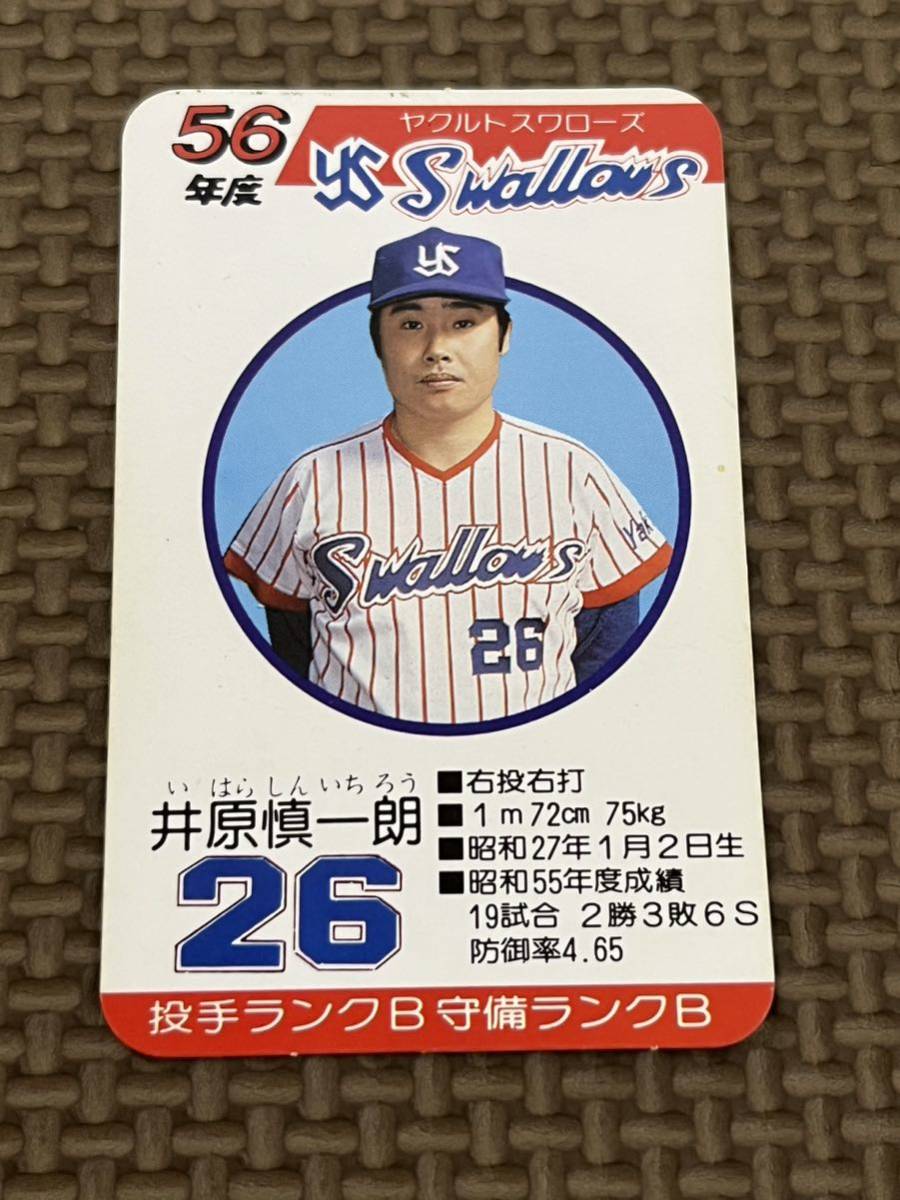 56
年度
ヤクルトスワローズ
YS Swallows
YS
Swallows
26
い はら しん いち ろう
井原慎一朗
26
■右投右打
■1m72cm 75kg
■昭和27年1月2日生
■昭和55年度成績
19試合 2勝3敗6S
防御率4.65
投手ランクB 守備ランクB